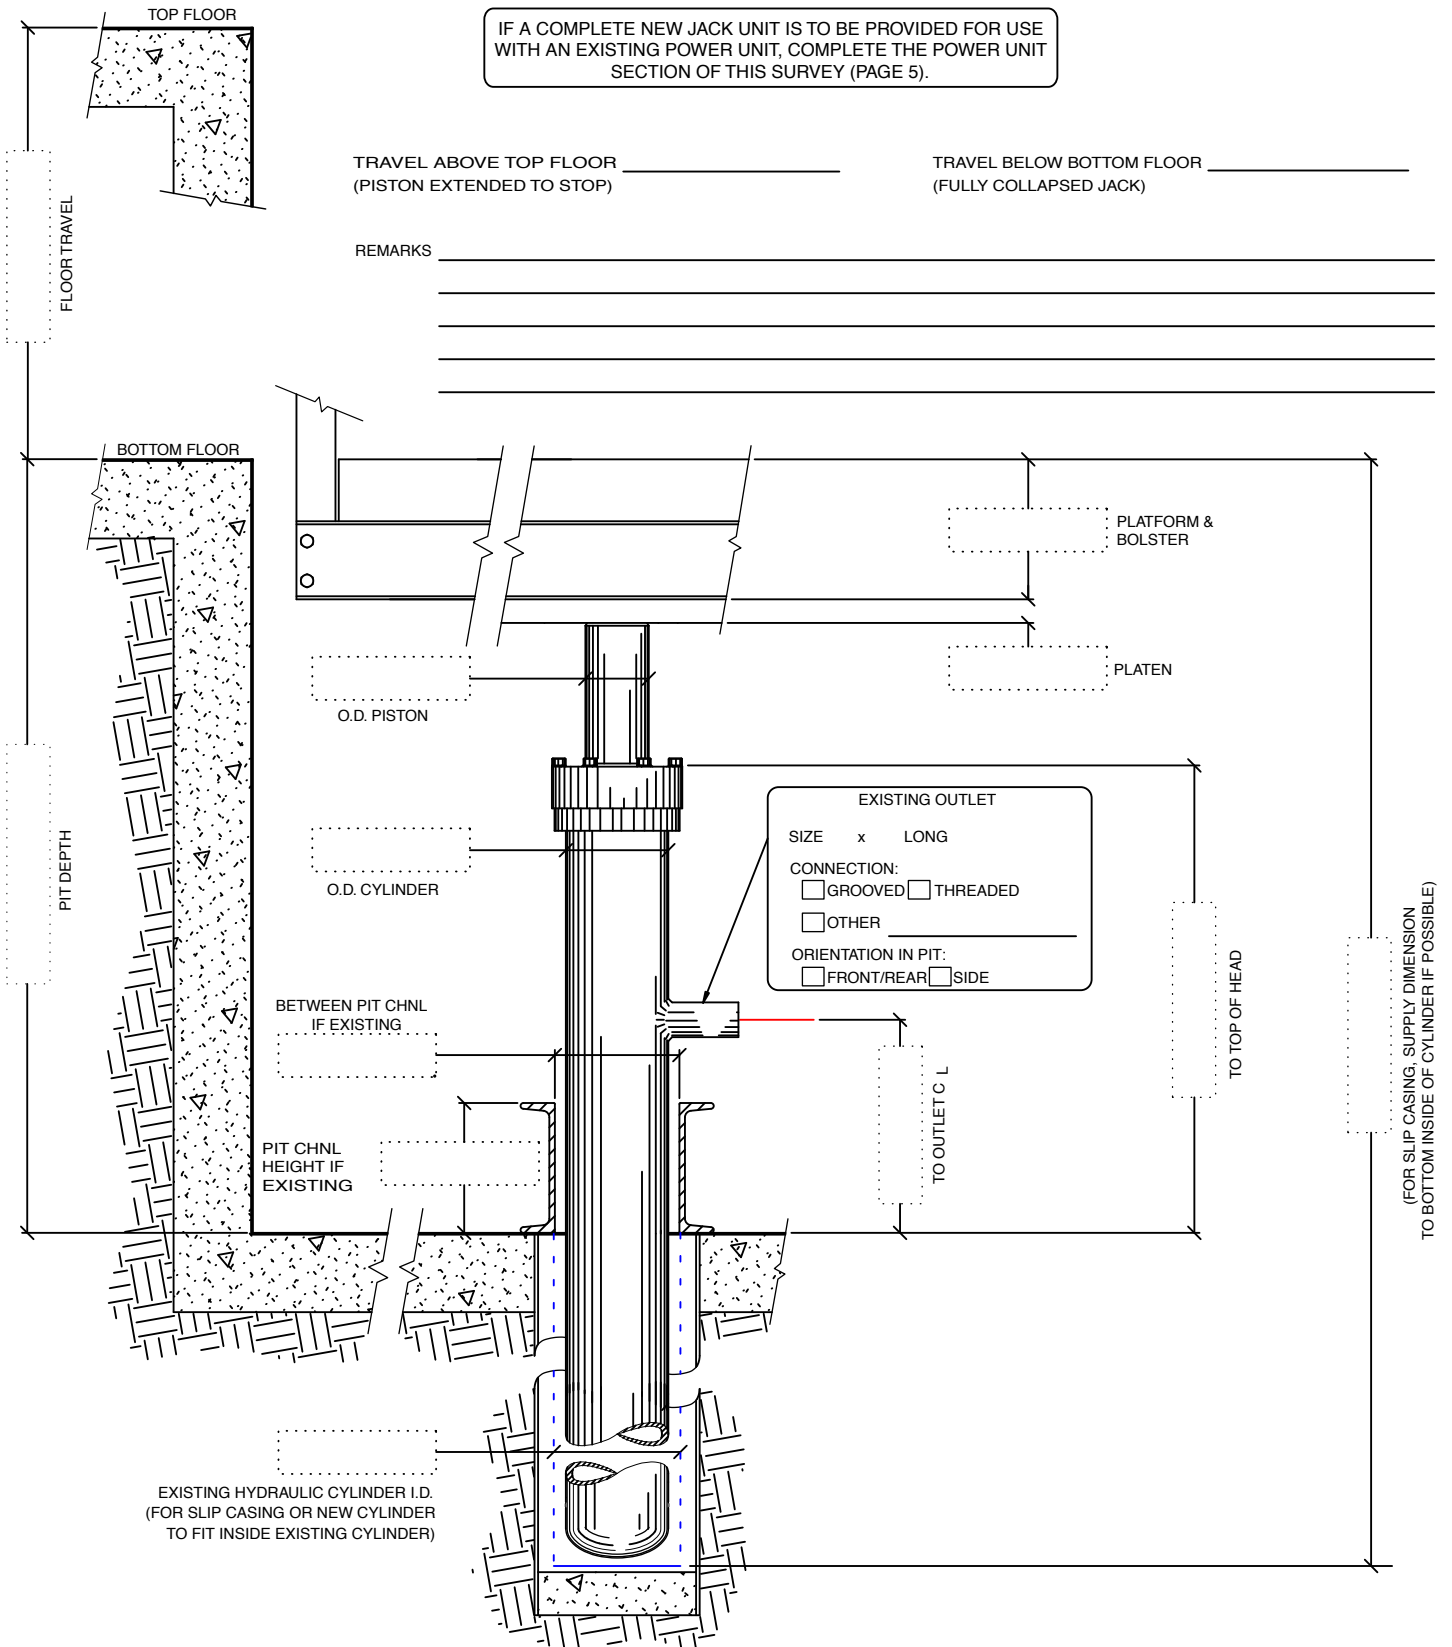 TOP FLOOR
IF A COMPLETE NEW JACK UNIT IS TO BE PROVIDED FOR USE
WITH AN EXISTING POWER UNIT, COMPLETE THE POWER UNIT
SECTION OF THIS SURVEY (PAGE 5).
TRAVEL ABOVE TOP FLOOR
(PISTON EXTENDED TO STOP)
TRAVEL BELOW BOTTOM FLOOR
(FULLY COLLAPSED JACK)
FLOOR TRAVEL
REMARKS
BOTTOM FLOOR
PLATFORM &
BOLSTER
PLATEN
O.D. PISTON
PIT DEPTH
O.D. CYLINDER
EXISTING OUTLET
SIZE x LONG
CONNECTION:
GROOVED THREADED
OTHER
ORIENTATION IN PIT:
FRONT/REAR SIDE
BETWEEN PIT CHNL
IF EXISTING
PIT CHNL
HEIGHT IF
EXISTING
TO OUTLET C L
TO TOP OF HEAD
(FOR SLIP CASING, SUPPLY DIMENSION
TO BOTTOM INSIDE OF CYLINDER IF POSSIBLE)
EXISTING HYDRAULIC CYLINDER I.D.
(FOR SLIP CASING OR NEW CYLINDER
TO FIT INSIDE EXISTING CYLINDER)